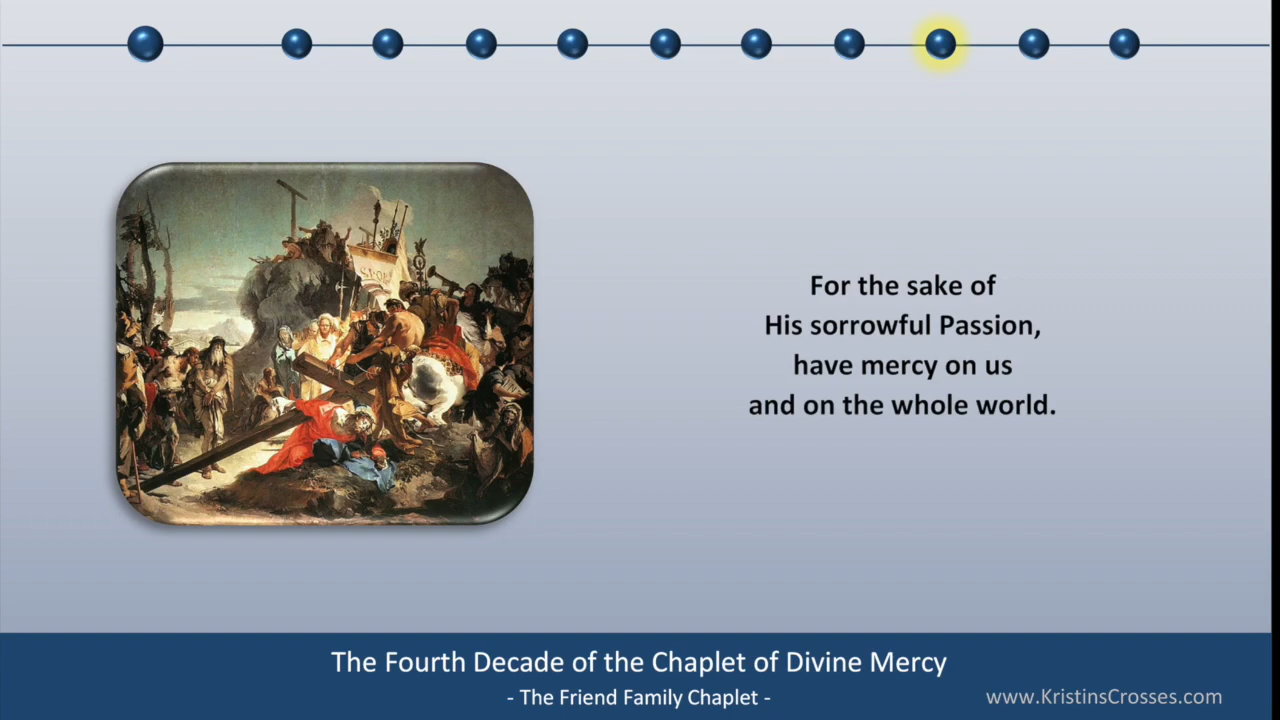 For the sake of
His sorrowful Passion,
have mercy on us
and on the whole world.
The Fourth Decade of the Chaplet of Divine Mercy
- The Friend Family Chaplet -
www.KristinsCrosses.com